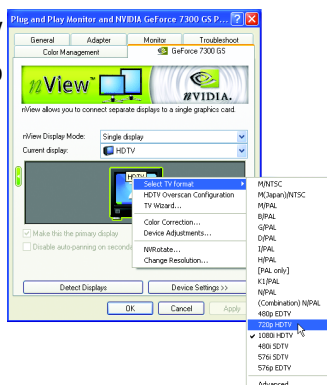 Plug and Play Monitor and NVIDIA GeForce 7300 GS P...
General Adapter Monitor Troubleshoot
Color Management GeForce 7300 GS
nView™
nVIDIA.
nView allows you to connect separate displays to a single graphics card.
nView Display Mode: Single display
Current display: HDTV
HDTV
Select TV format
HDTV Overscan Configuration
TV Wizard...
Color Correction...
Device Adjustments...
NVRotate...
Change Resolution...
Make this the primary display
Disable auto-panning on seconda
M/NTSC
M(Japan)/NTSC
M/PAL
B/PAL
G/PAL
D/PAL
I/PAL
H/PAL
[PAL only]
K1/PAL
N/PAL
(Combination) N/PAL
480p EDTV
720p HDTV
1080i HDTV
480i SDTV
576i SDTV
576p EDTV
Advanced
Detect Displays Device Settings >>
OK Cancel Apply